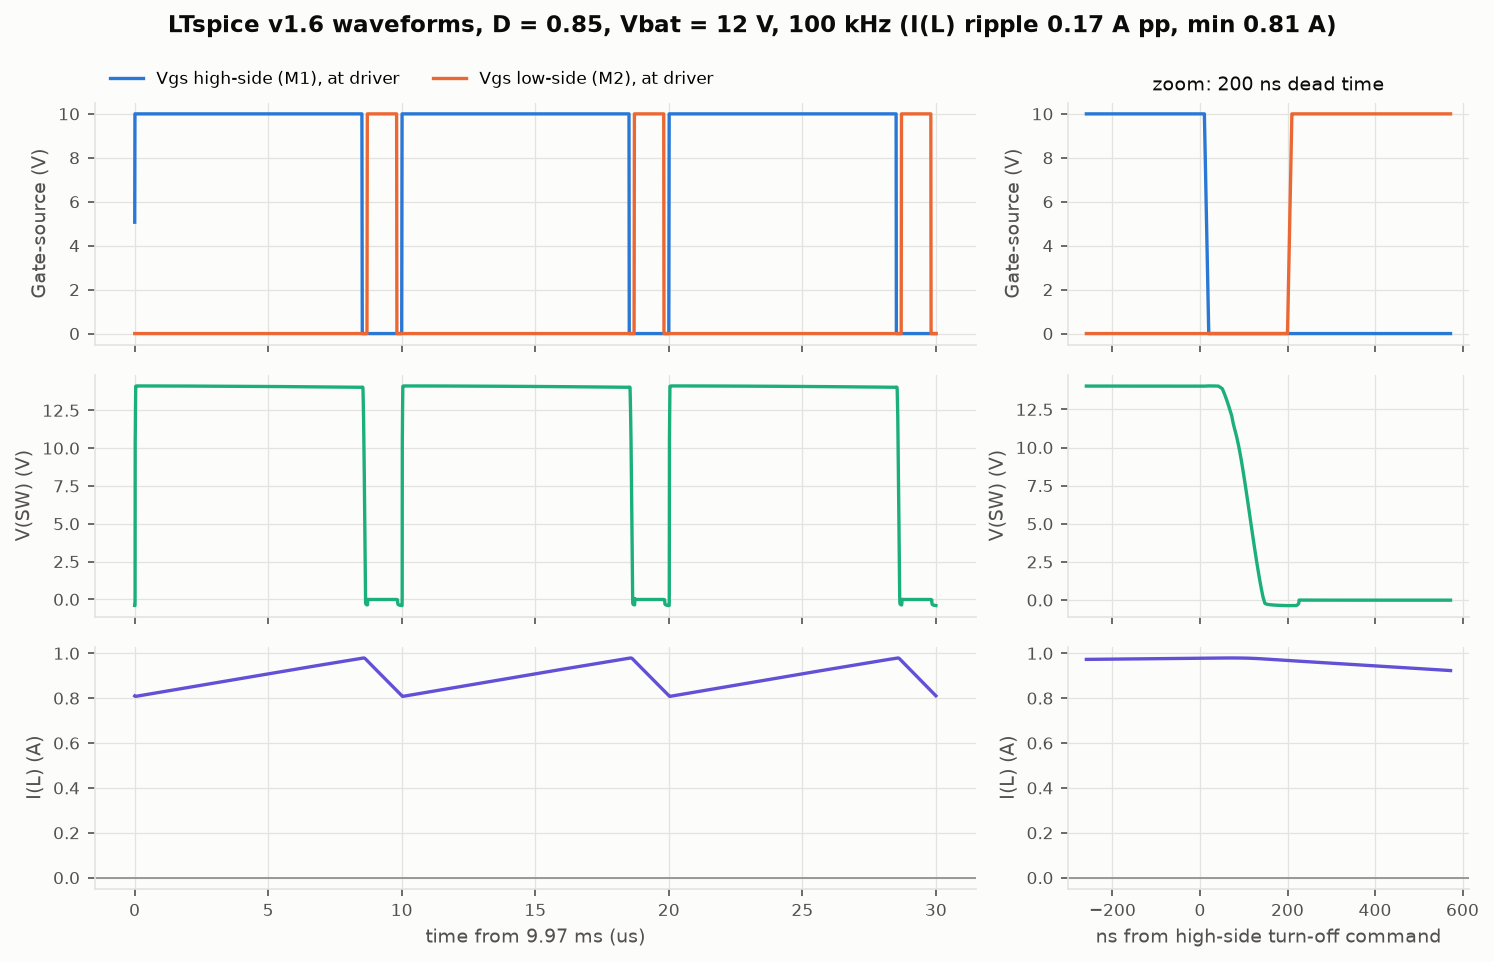 LTspice v1.6 waveforms, D = 0.85, Vbat = 12 V, 100 kHz (I(L) ripple 0.17 A pp, min 0.81 A)
Vgs high-side (M1), at driver
Vgs low-side (M2), at driver
zoom: 200 ns dead time
Gate-source (V)
10
8
6
4
2
0
Gate-source (V)
10
8
6
4
2
0
V(SW) (V)
12.5
10.0
7.5
5.0
2.5
0.0
V(SW) (V)
12.5
10.0
7.5
5.0
2.5
0.0
I(L) (A)
1.0
0.8
0.6
0.4
0.2
0.0
0 5 10 15 20 25 30
time from 9.97 ms (us)
I(L) (A)
1.0
0.8
0.6
0.4
0.2
0.0
−200 0 200 400 600
ns from high-side turn-off command